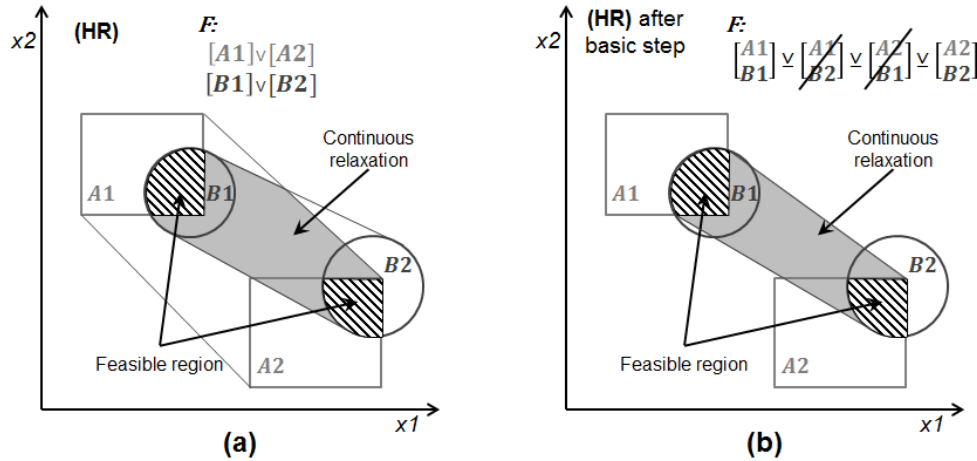 x2
(HR)
F:
[A1]∨[A2]
[B1]∨[B2]
Continuous
relaxation
A1
B1
B2
Feasible region
A2
x1
(a)
x2
(HR) after
basic step
F:
[A1 B1] ⊻ [A1 B2] ⊻ [A2 B1] ⊻ [A2 B2]
Continuous
relaxation
A1
B1
B2
Feasible region
A2
x1
(b)